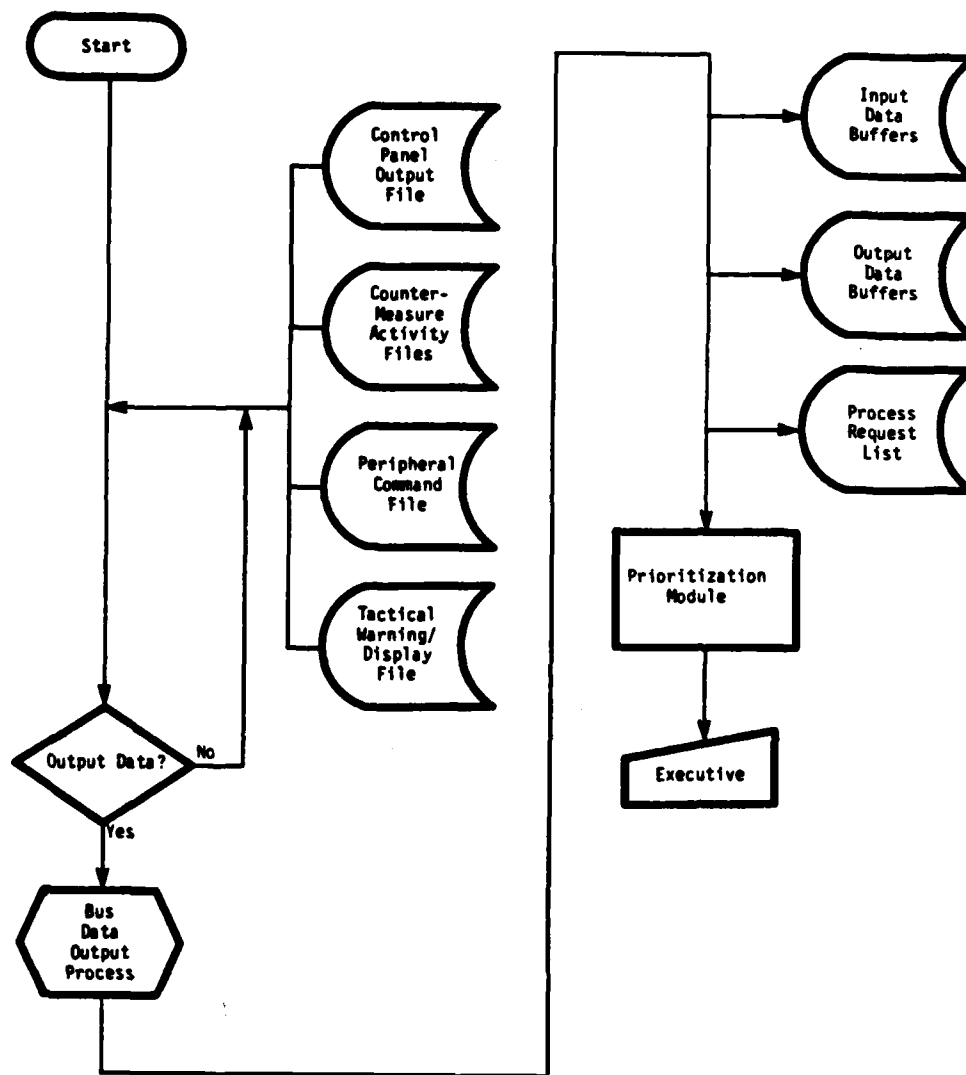 Start
Control
Panel
Output
File
Counter-
Measure
Activity
Files
Peripheral
Command
File
Tactical
Warning/
Display
File
Output Data?
No
Yes
Bus
Data
Output
Process
Input
Data
Buffers
Output
Data
Buffers
Process
Request
List
Prioritization
Module
Executive